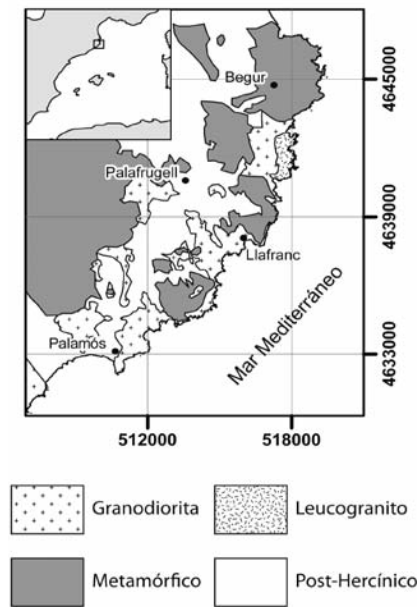 Begur
4645000
Palafrugell
4639000
Llafranc
Mar Mediterráneo
Palamós
4633000
512000
518000
Granodiorita
Leucogranito
Metamórfico
Post-Hercínico